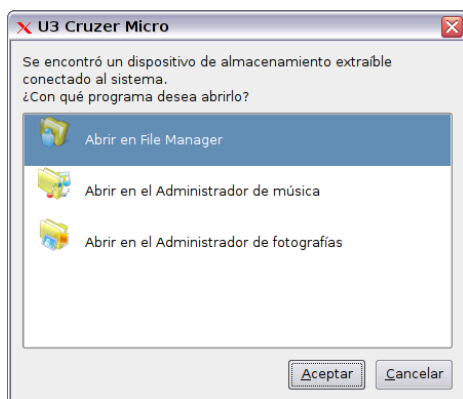 U3 Cruzer Micro
Se encontró un dispositivo de almacenamiento extraíble
conectado al sistema.
¿Con qué programa desea abrirlo?
Abrir en File Manager
Abrir en el Administrador de música
Abrir en el Administrador de fotografías
Aceptar
Cancelar